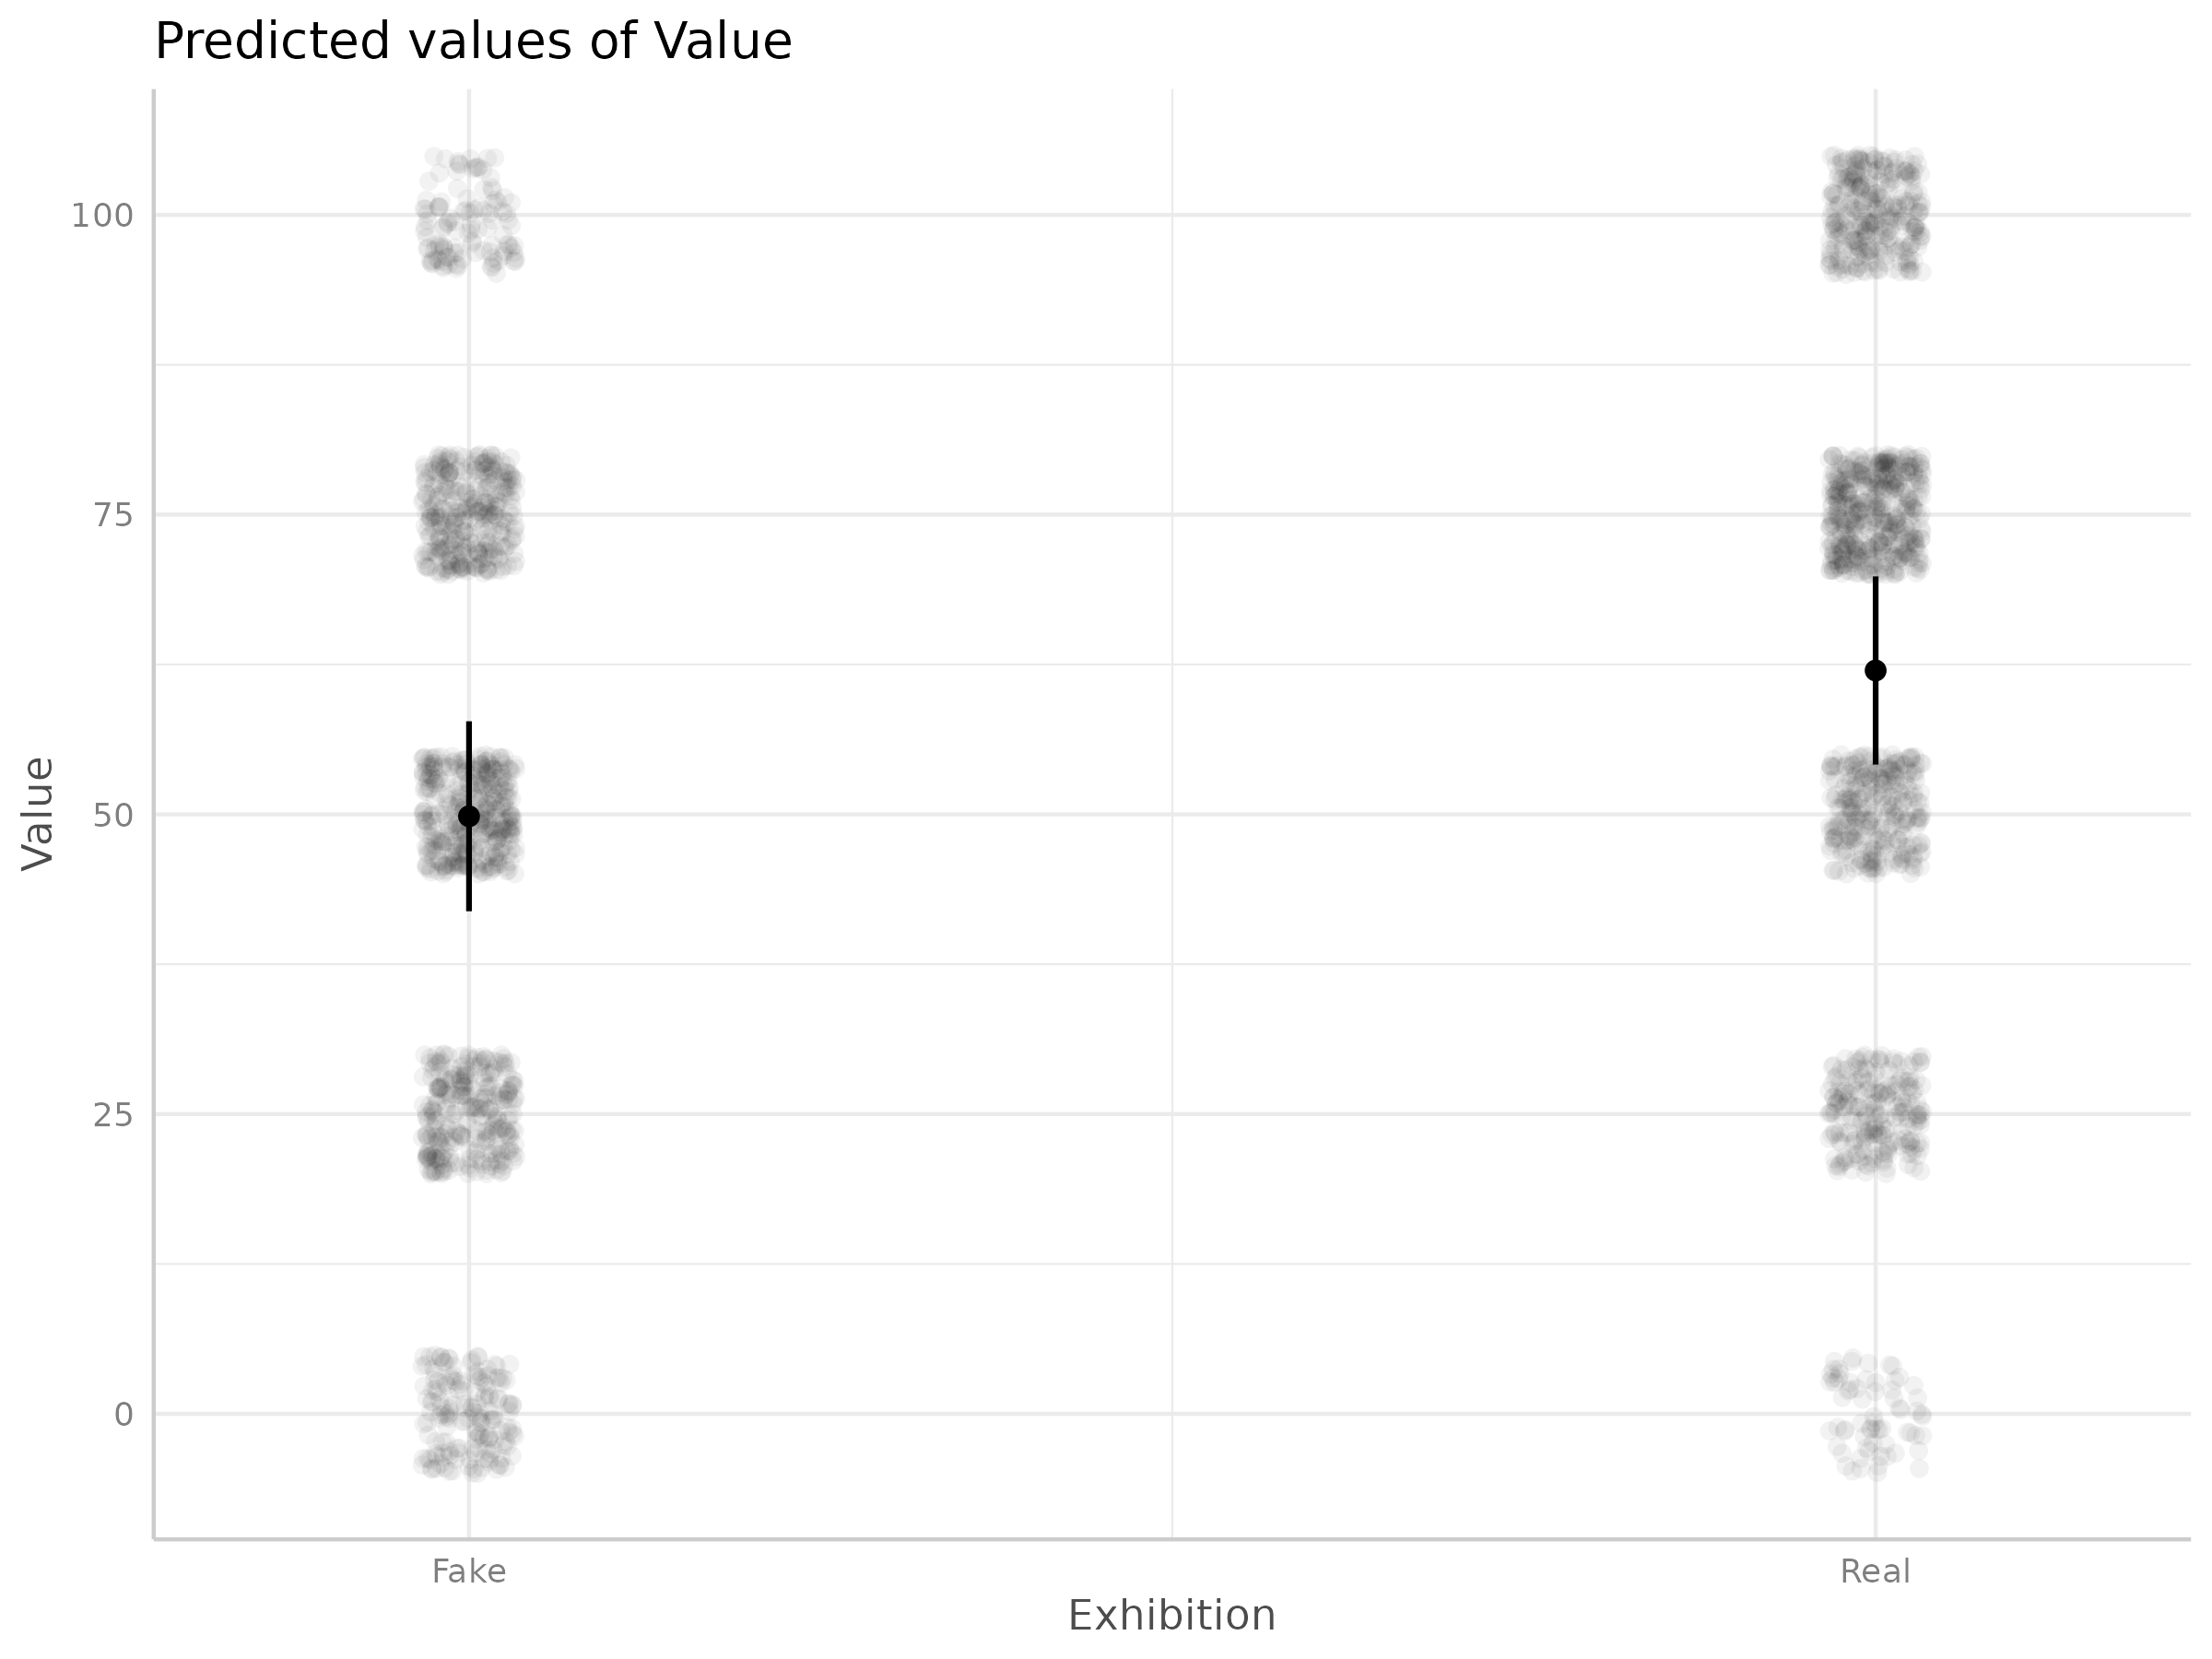 Predicted values of Value
100
75
50
25
0
Value
Fake
Real
Exhibition